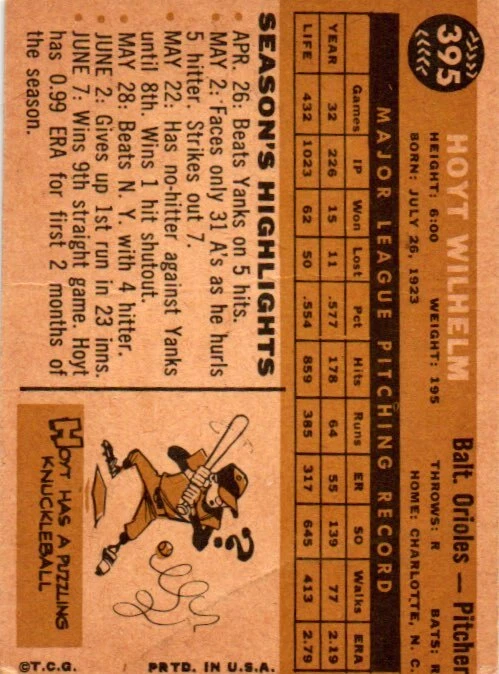 395
HOYT WILHELM
Balt. Orioles — Pitcher
HEIGHT: 6:00 WEIGHT: 195 THROWS: R BATS: R
BORN: JULY 26, 1923 HOME: CHARLOTTE, N. C.
MAJOR LEAGUE PITCHING RECORD
Games IP Won Lost Pct Hits Runs ER SO Walks ERA
YEAR 32 226 15 11 .577 178 64 55 139 77 2.19
LIFE 432 1023 62 50 .554 859 385 317 645 413 2.79
SEASON'S HIGHLIGHTS
• APR. 26: Beats Yanks on 5 hits.
• MAY 2: Faces only 31 A's as he hurls
5 hitter. Strikes out 7.
• MAY 22: Has no-hitter against Yanks
until 8th. Wins 1 hit shutout.
• MAY 28: Beats N. Y. with 4 hitter.
• JUNE 2: Gives up 1st run in 23 inns.
• JUNE 7: Wins 9th straight game. Hoyt
has 0.99 ERA for first 2 months of
the season.
?
HOYT HAS A PUZZLING
KNUCKLEBALL
©T.C.G. PRTD. IN U.S.A.